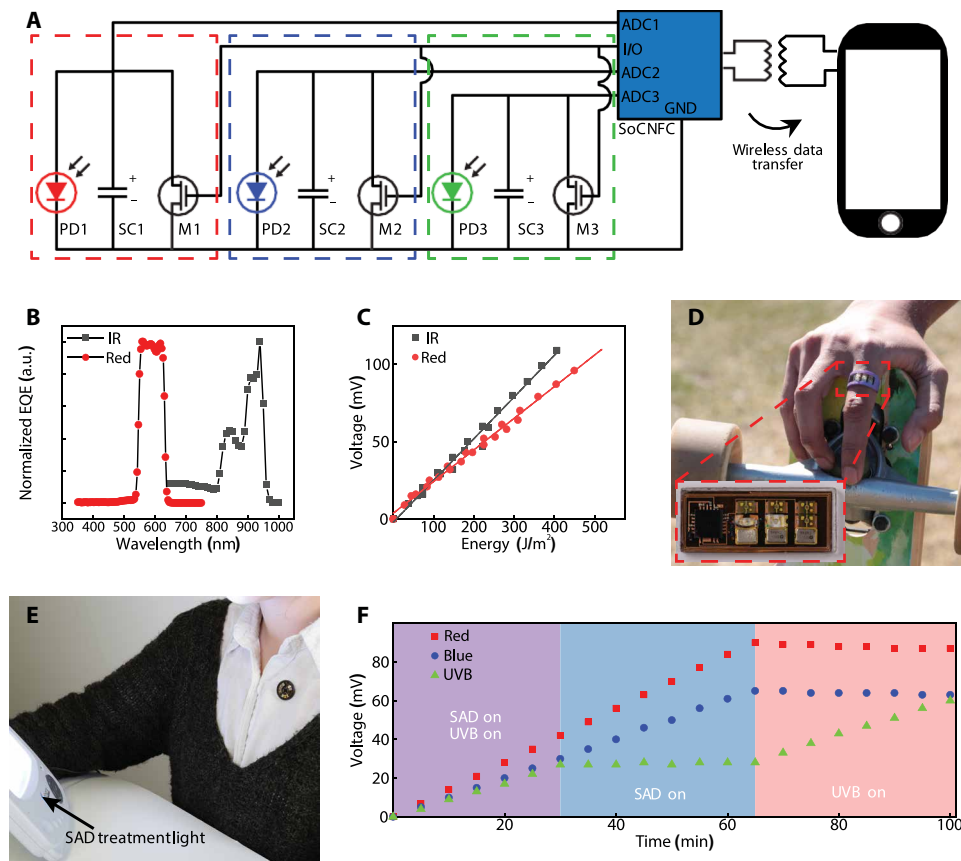 A
ADC1
I/O
ADC2
ADC3
GND
SoCNFC
Wireless data
transfer
+
−
+
−
+
−
PD1
SC1
M1
PD2
SC2
M2
PD3
SC3
M3
B
IR
Red
Normalized EQE (a.u.)
300 400 500 600 700 800 900 1000
Wavelength (nm)
C
IR
Red
Voltage (mV)
100
50
0
0 100 200 300 400 500
Energy (J/m²)
D
E
SAD treatmentlight
F
Red
Blue
UVB
Voltage (mV)
80
60
40
20
0
SAD on
UVB on
SAD on
UVB on
0 20 40 60 80 100
Time (min)